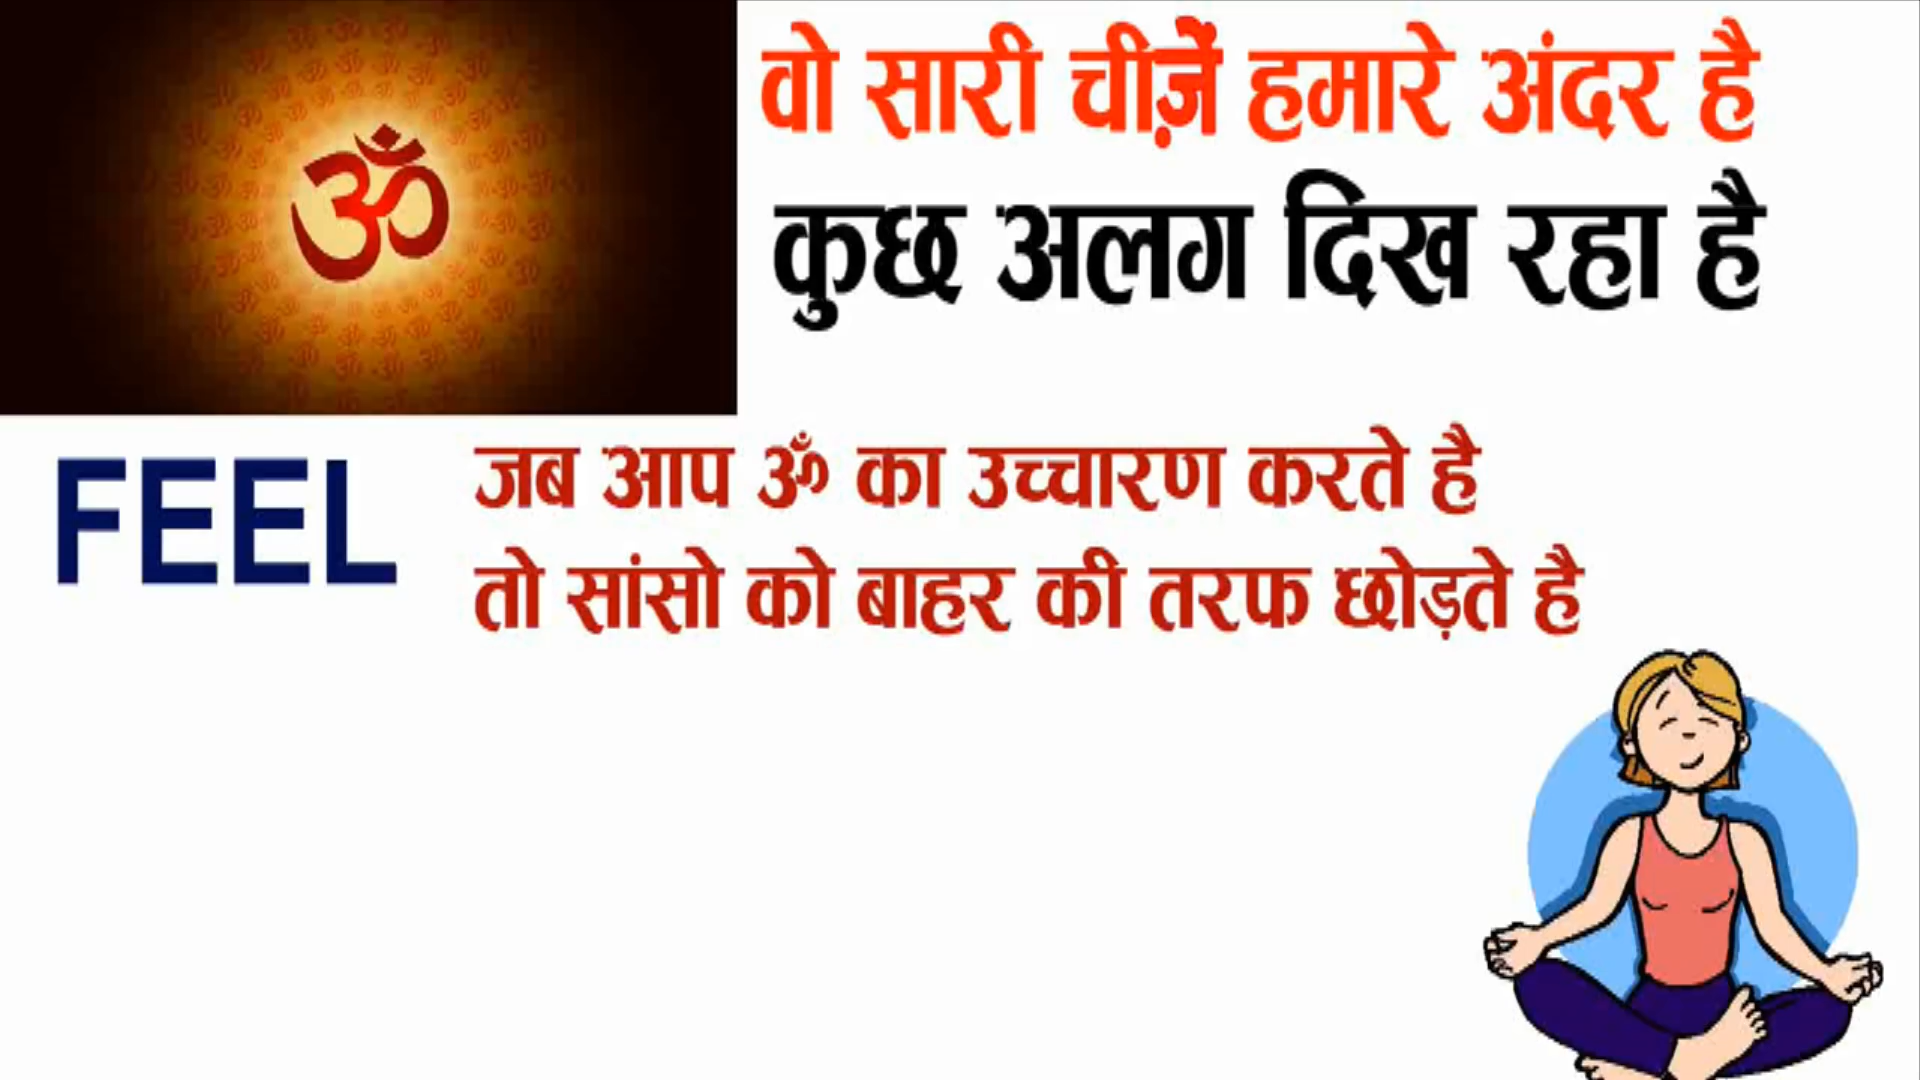 ॐ
वो सारी चीज़ें हमारे अंदर है
कुछ अलग दिख रहा है
FEEL
जब आप ॐ का उच्चारण करते है
तो सांसो को बाहर की तरफ छोड़ते है